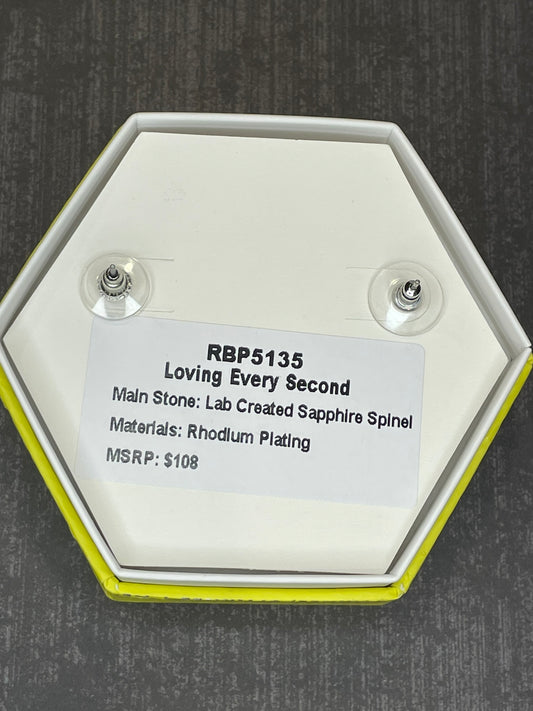 RBP5135
Loving Every Second
Main Stone: Lab Created Sapphire Spinel
Materials: Rhodium Plating
MSRP: $108